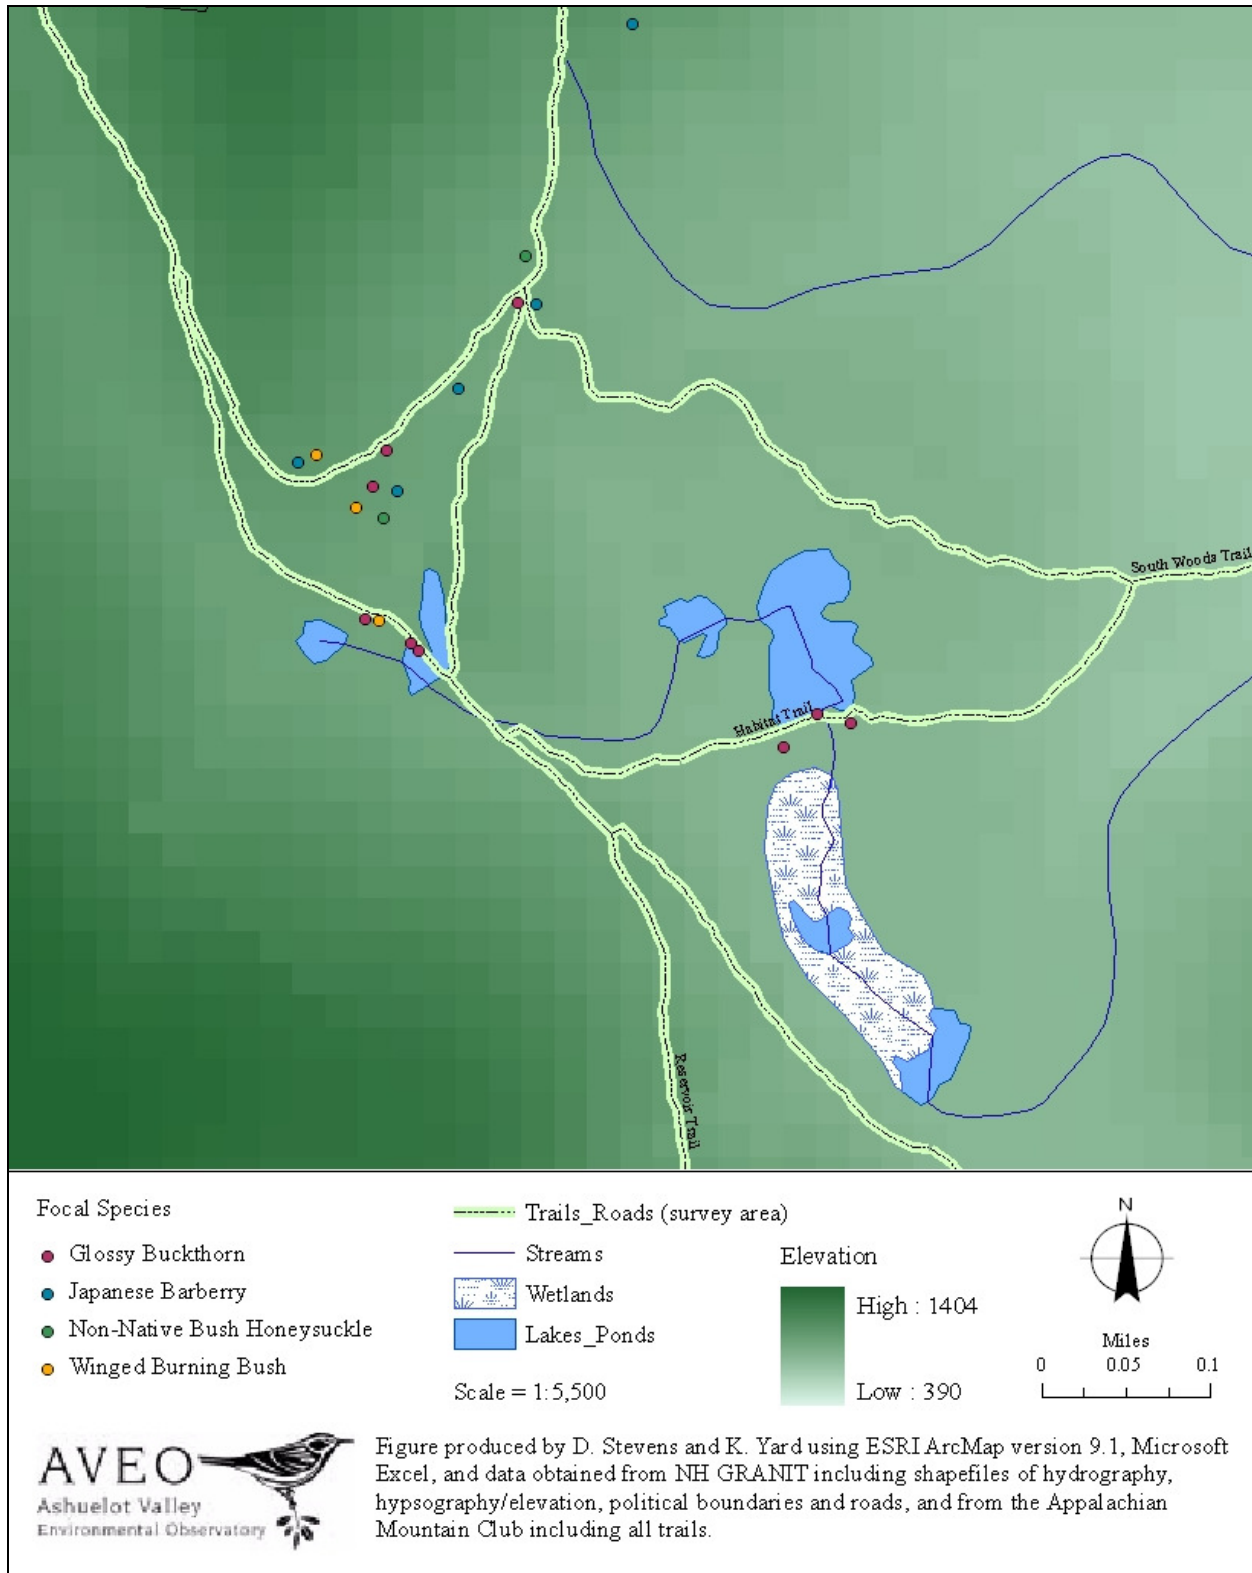 South Woods Trail
Habitat Trail
Reservoir Trail
Focal Species
Glossy Buckthorn
Japanese Barberry
Non-Native Bush Honeysuckle
Winged Burning Bush
Trails_Roads (survey area)
Streams
Wetlands
Lakes_Ponds
Scale = 1:5,500
Elevation
High : 1404
Low : 390
N
Miles
0 0.05 0.1
AVEO
Ashuelot Valley
Environmental Observatory
Figure produced by D. Stevens and K. Yard using ESRI ArcMap version 9.1, Microsoft
Excel, and data obtained from NH GRANIT including shapefiles of hydrography,
hypsography/elevation, political boundaries and roads, and from the Appalachian
Mountain Club including all trails.